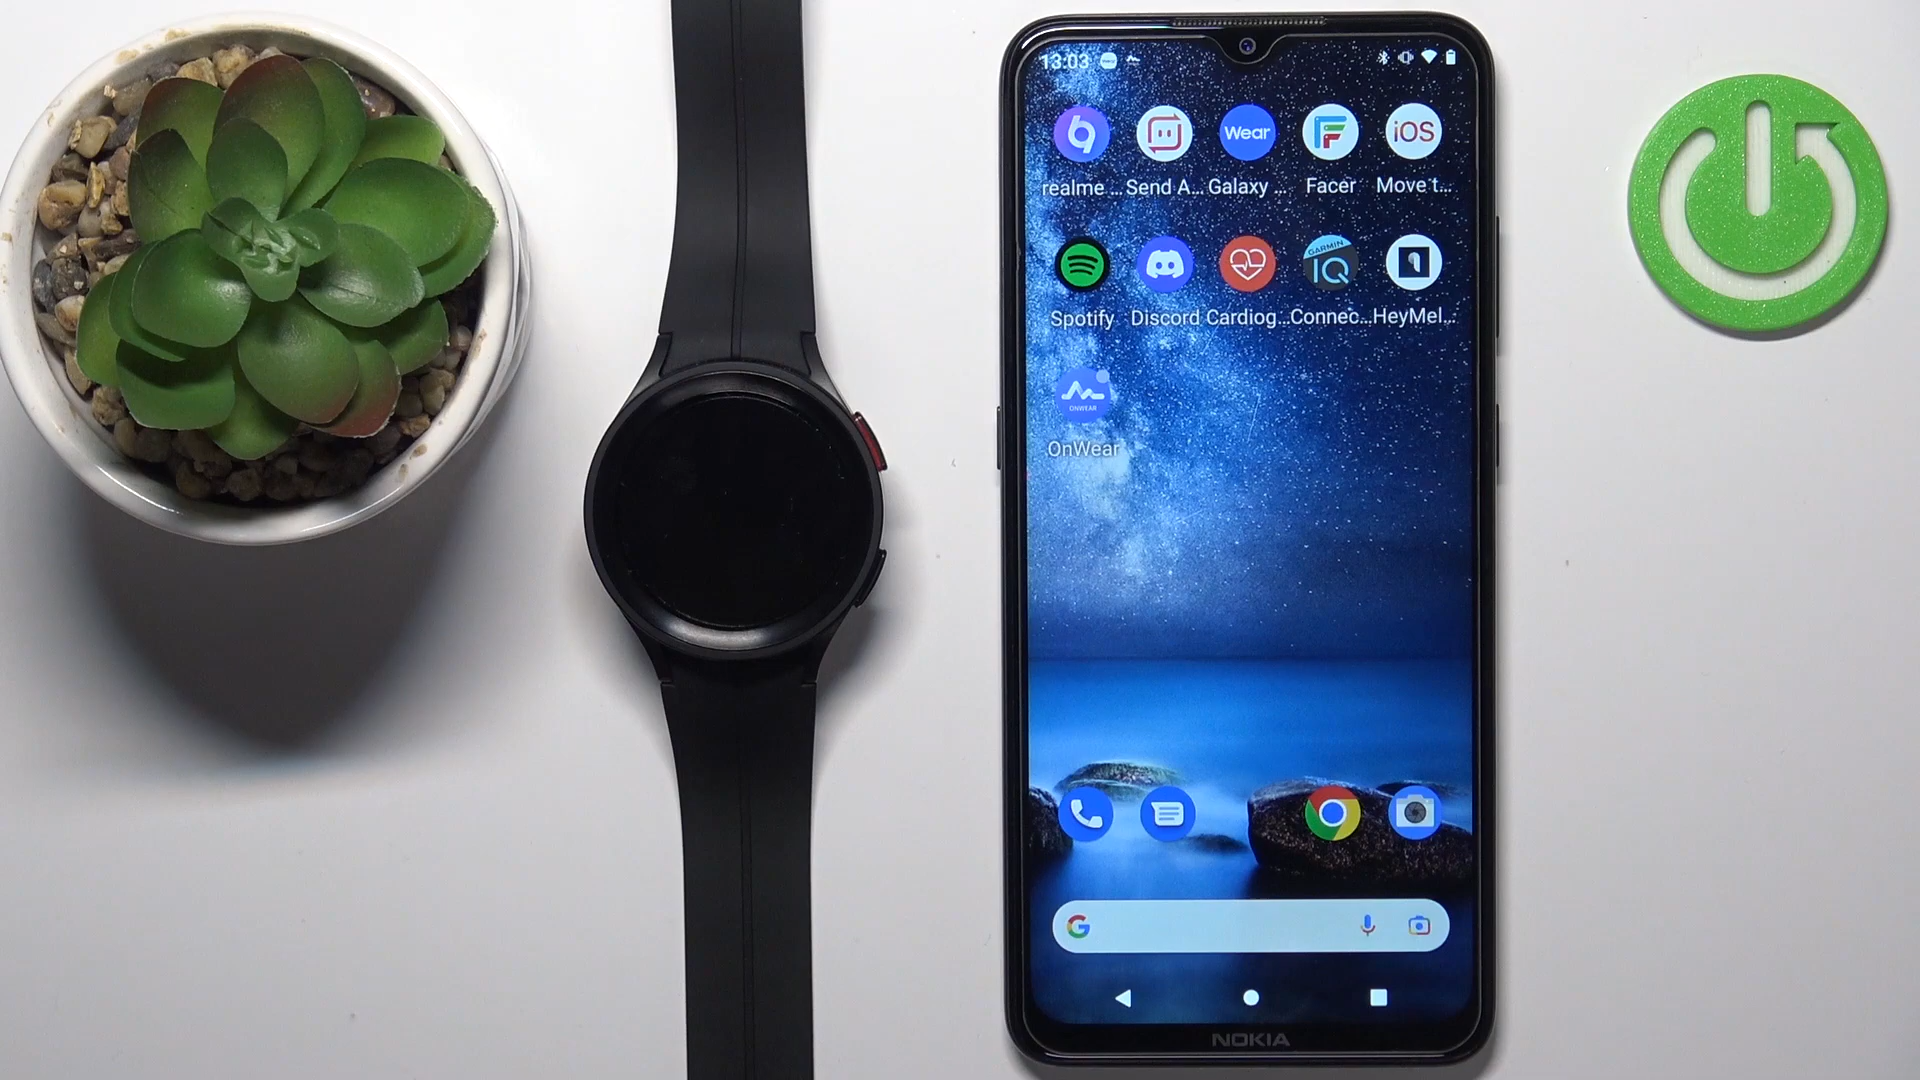 13:03
Wear
iOS
realme ... Send A... Galaxy ... Facer Move t...
GARMIN
IQ
Spotify Discord Cardiog... Connec... HeyMel...
ONWEAR
OnWear
G
NOKIA